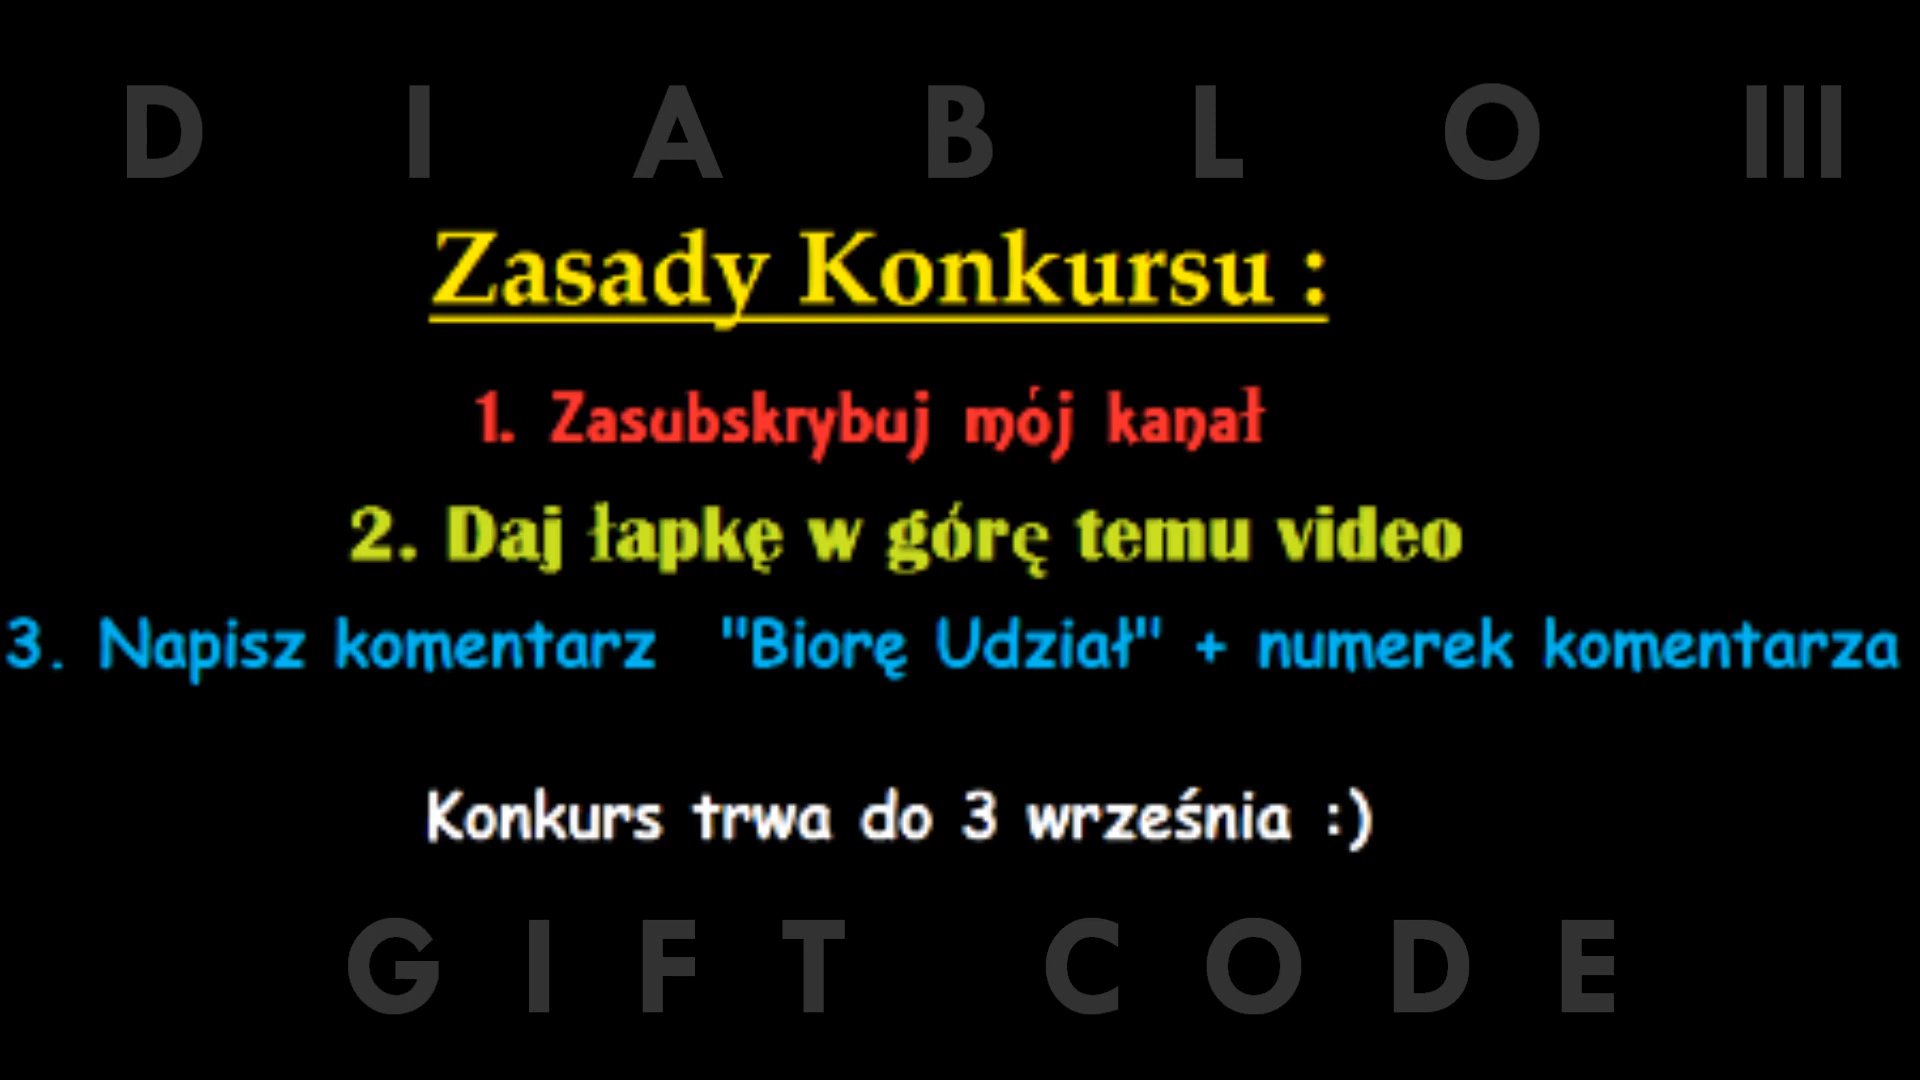 D I A B L O III
Zasady Konkursu :
1. Zasubskrybuj mój kanał
2. Daj łapkę w górę temu video
3. Napisz komentarz "Biorę Udział" + numerek komentarza
Konkurs trwa do 3 września :)
G I F T C O D E